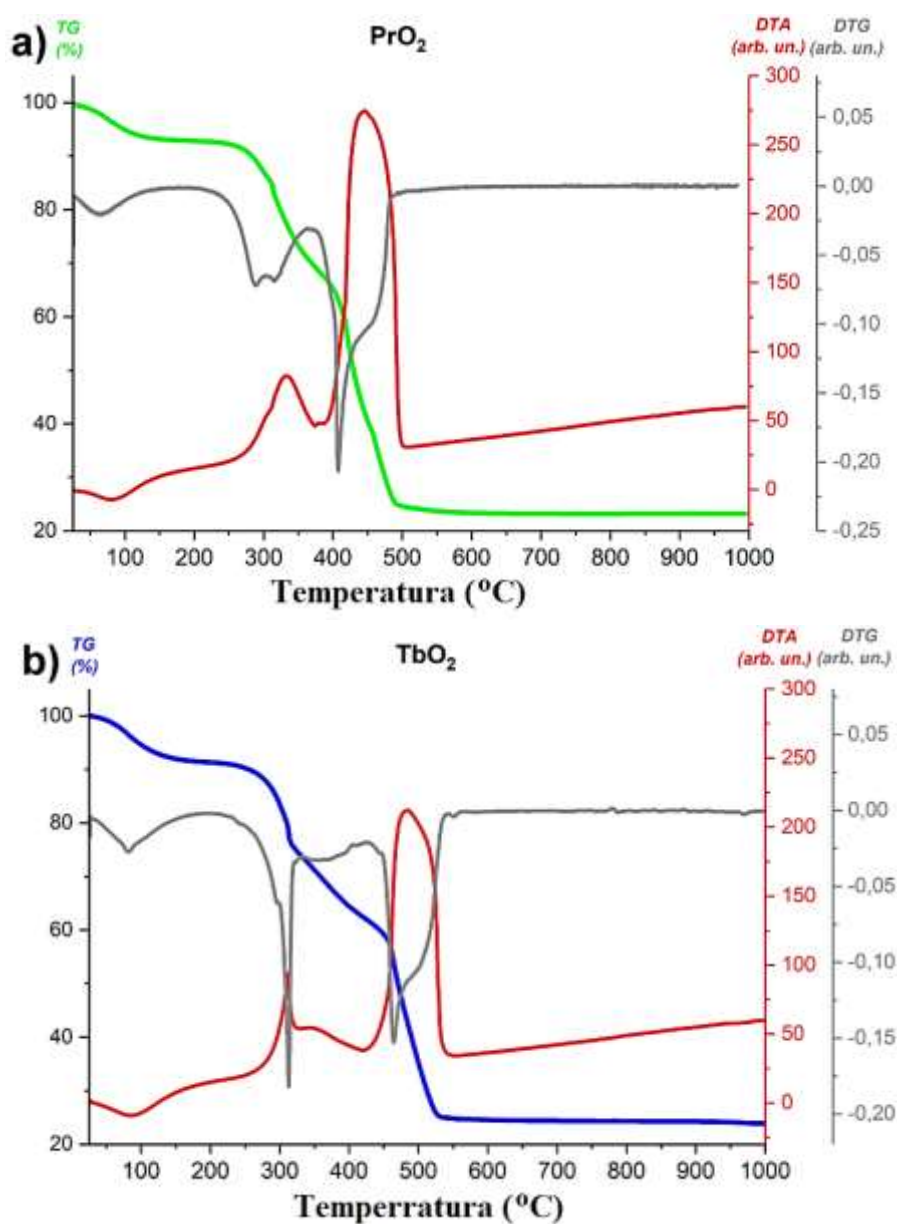 a)
TG
(%)
PrO₂
DTA
(arb. un.)
DTG
(arb. un.)
100
80
60
40
20
300
250
200
150
100
50
0
0,05
0,00
-0,05
-0,10
-0,15
-0,20
-0,25
100 200 300 400 500 600 700 800 900 1000
Temperatura (ºC)
b)
TG
(%)
TbO₂
DTA
(arb. un.)
DTG
(arb. un.)
100
80
60
40
20
300
250
200
150
100
50
0
0,05
0,00
-0,05
-0,10
-0,15
-0,20
100 200 300 400 500 600 700 800 900 1000
Temperratura (ºC)